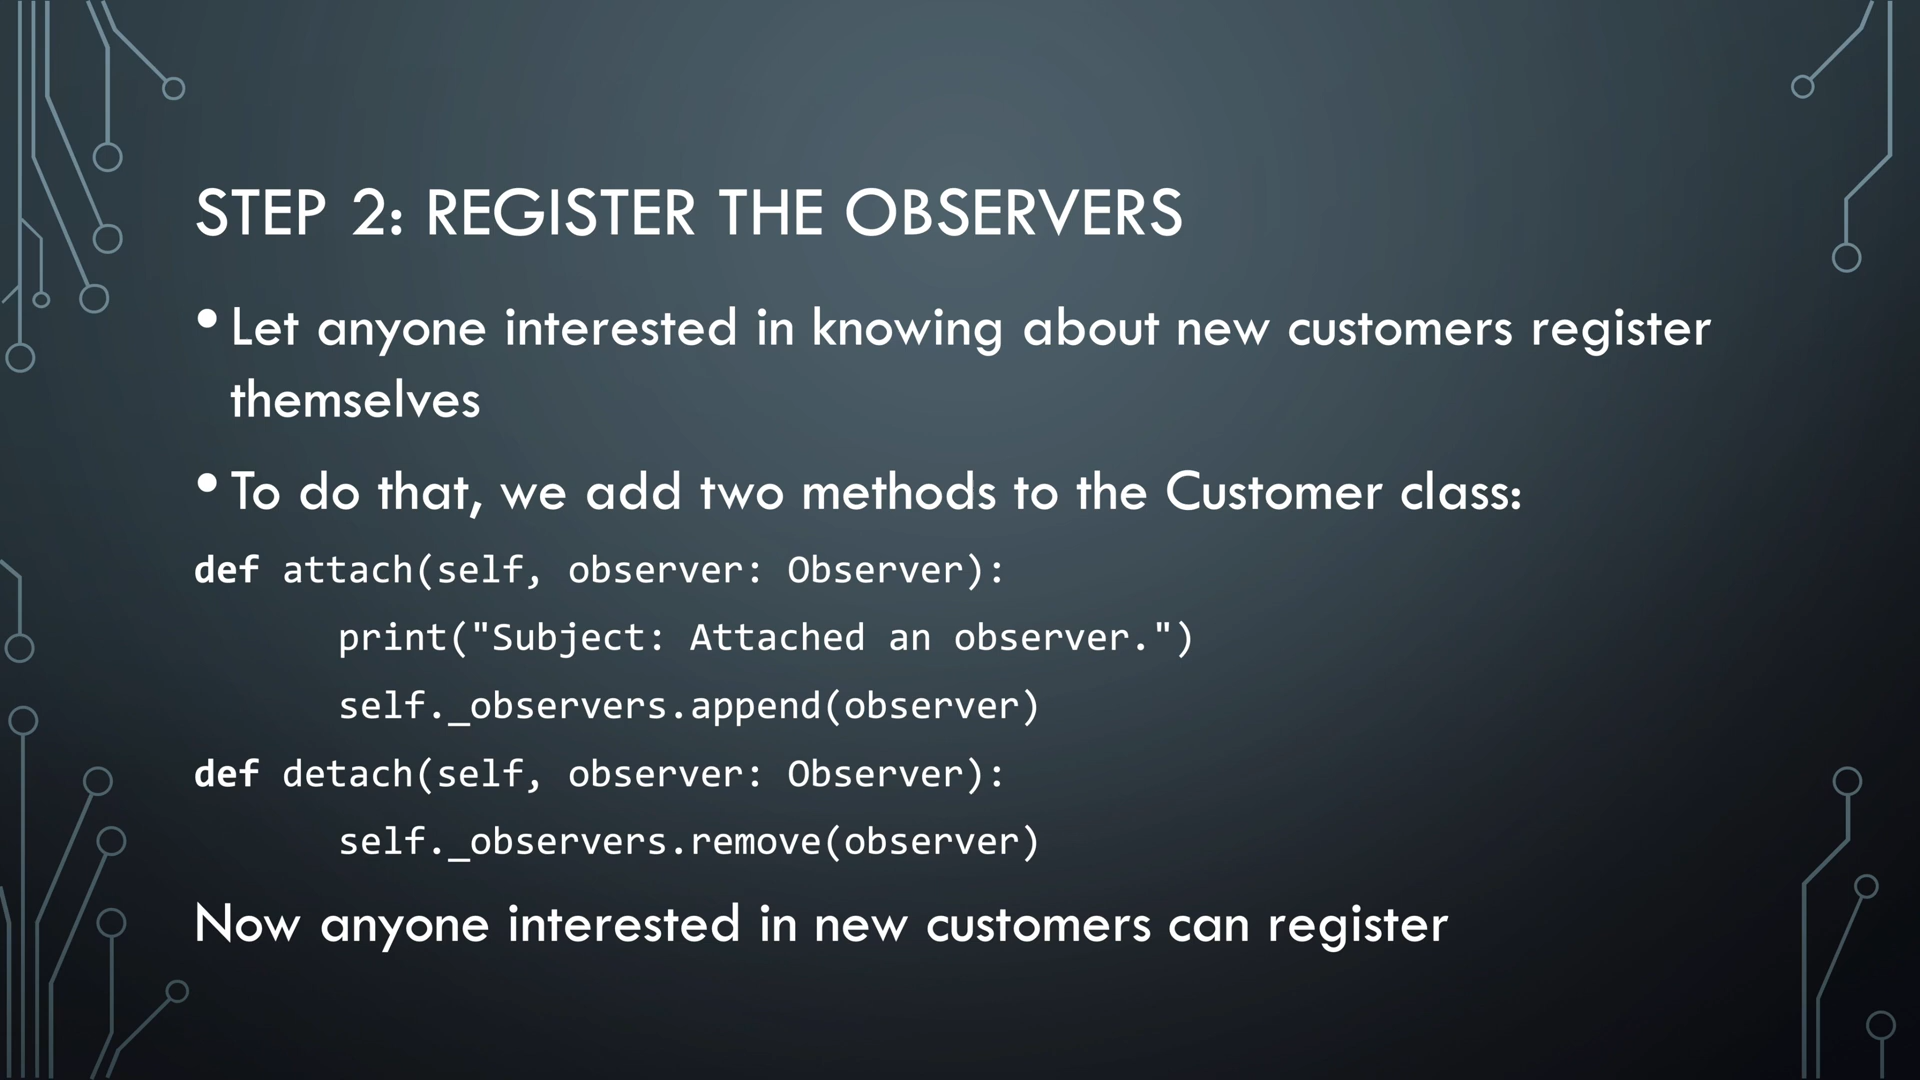 STEP 2: REGISTER THE OBSERVERS
• Let anyone interested in knowing about new customers register
themselves
• To do that, we add two methods to the Customer class:
def attach(self, observer: Observer):
print("Subject: Attached an observer.")
self._observers.append(observer)
def detach(self, observer: Observer):
self._observers.remove(observer)
Now anyone interested in new customers can register